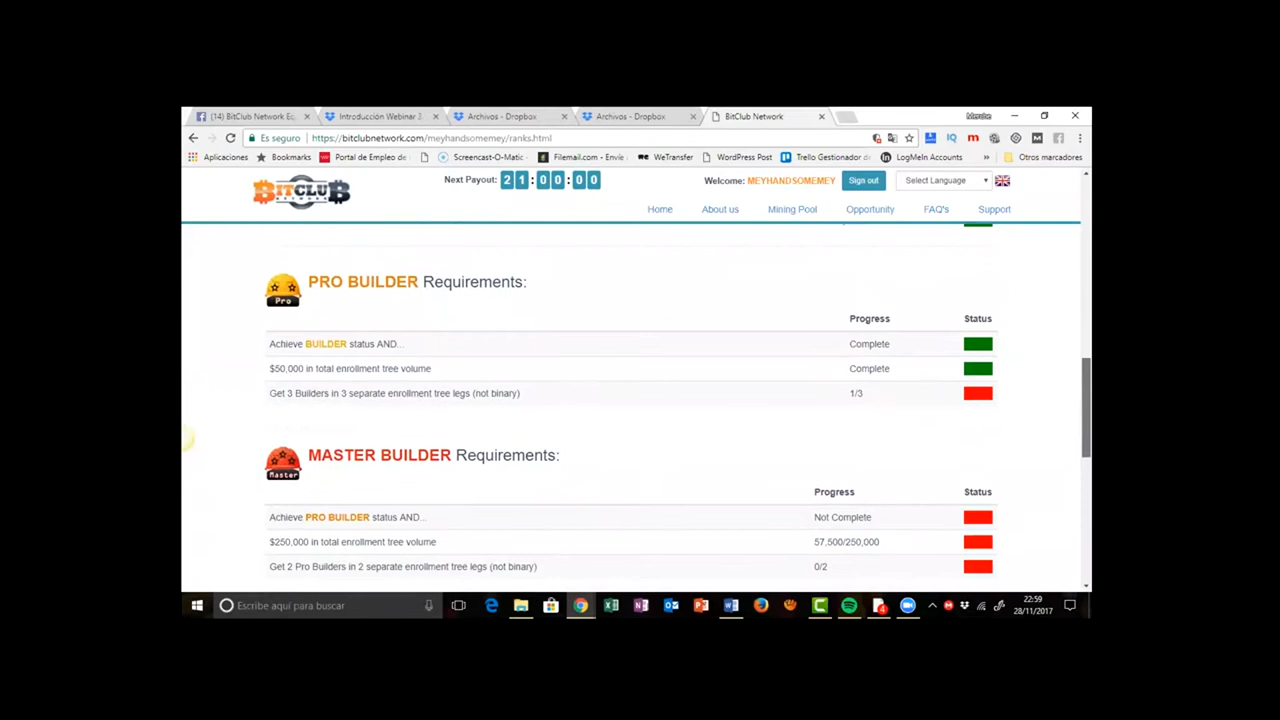 (14) BitClub Network Ec
Introducción Webinar 3.
Archivos - Dropbox
Archivos - Dropbox
BitClub Network
Es seguro
https://bitclubnetwork.com/meyhandsomemey/ranks.html
Aplicaciones
Bookmarks
Portal de Empleo de
Screencast-O-Matic -
Filemail.com - Envíe
WeTransfer
WordPress Post
Trello Gestionador de
LogMeIn Accounts
»
Otros marcadores
BITCLUB
NETWORK
Next Payout: 21:00:00
Welcome: MEYHANDSOMEMEY
Sign out
Select Language
Home
About us
Mining Pool
Opportunity
FAQ's
Support
Pro
PRO BUILDER Requirements:
Progress Status
Achieve BUILDER status AND... Complete
$50,000 in total enrollment tree volume Complete
Get 3 Builders in 3 separate enrollment tree legs (not binary) 1/3
Master
MASTER BUILDER Requirements:
Progress Status
Achieve PRO BUILDER status AND... Not Complete
$250,000 in total enrollment tree volume 57,500/250,000
Get 2 Pro Builders in 2 separate enrollment tree legs (not binary) 0/2
Escribe aquí para buscar
22:59
28/11/2017